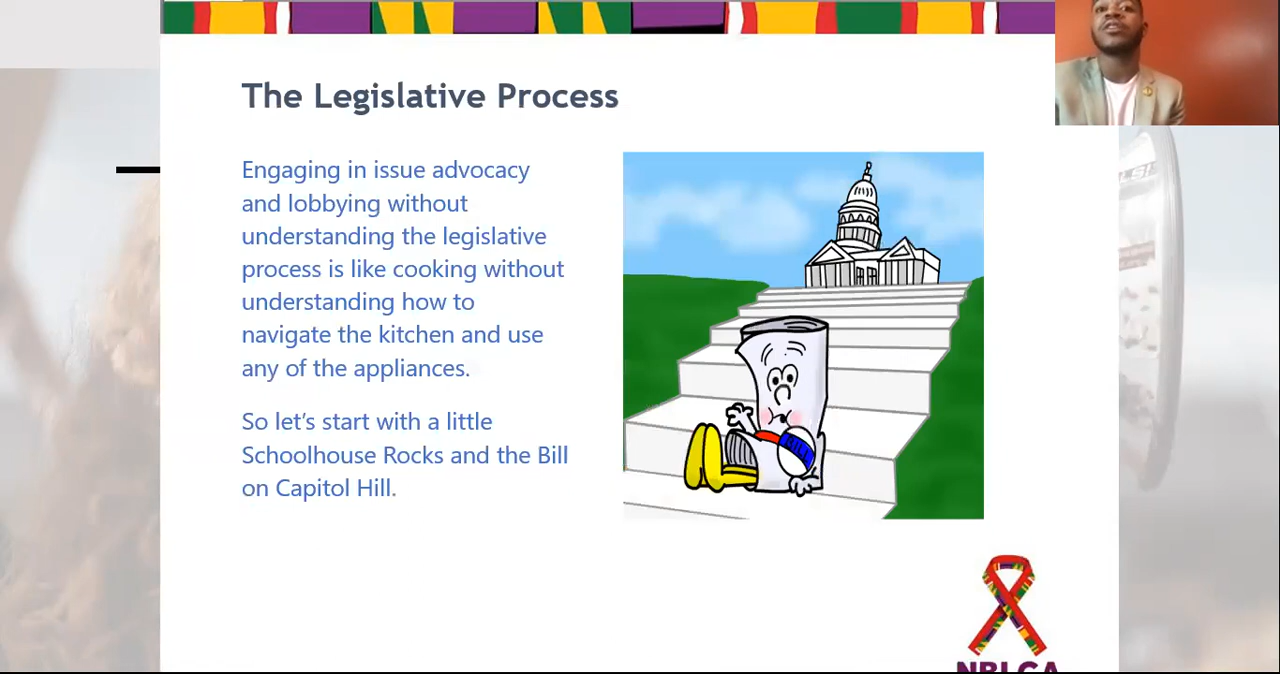 The Legislative Process
Engaging in issue advocacy
and lobbying without
understanding the legislative
process is like cooking without
understanding how to
navigate the kitchen and use
any of the appliances.
So let's start with a little
Schoolhouse Rocks and the Bill
on Capitol Hill.